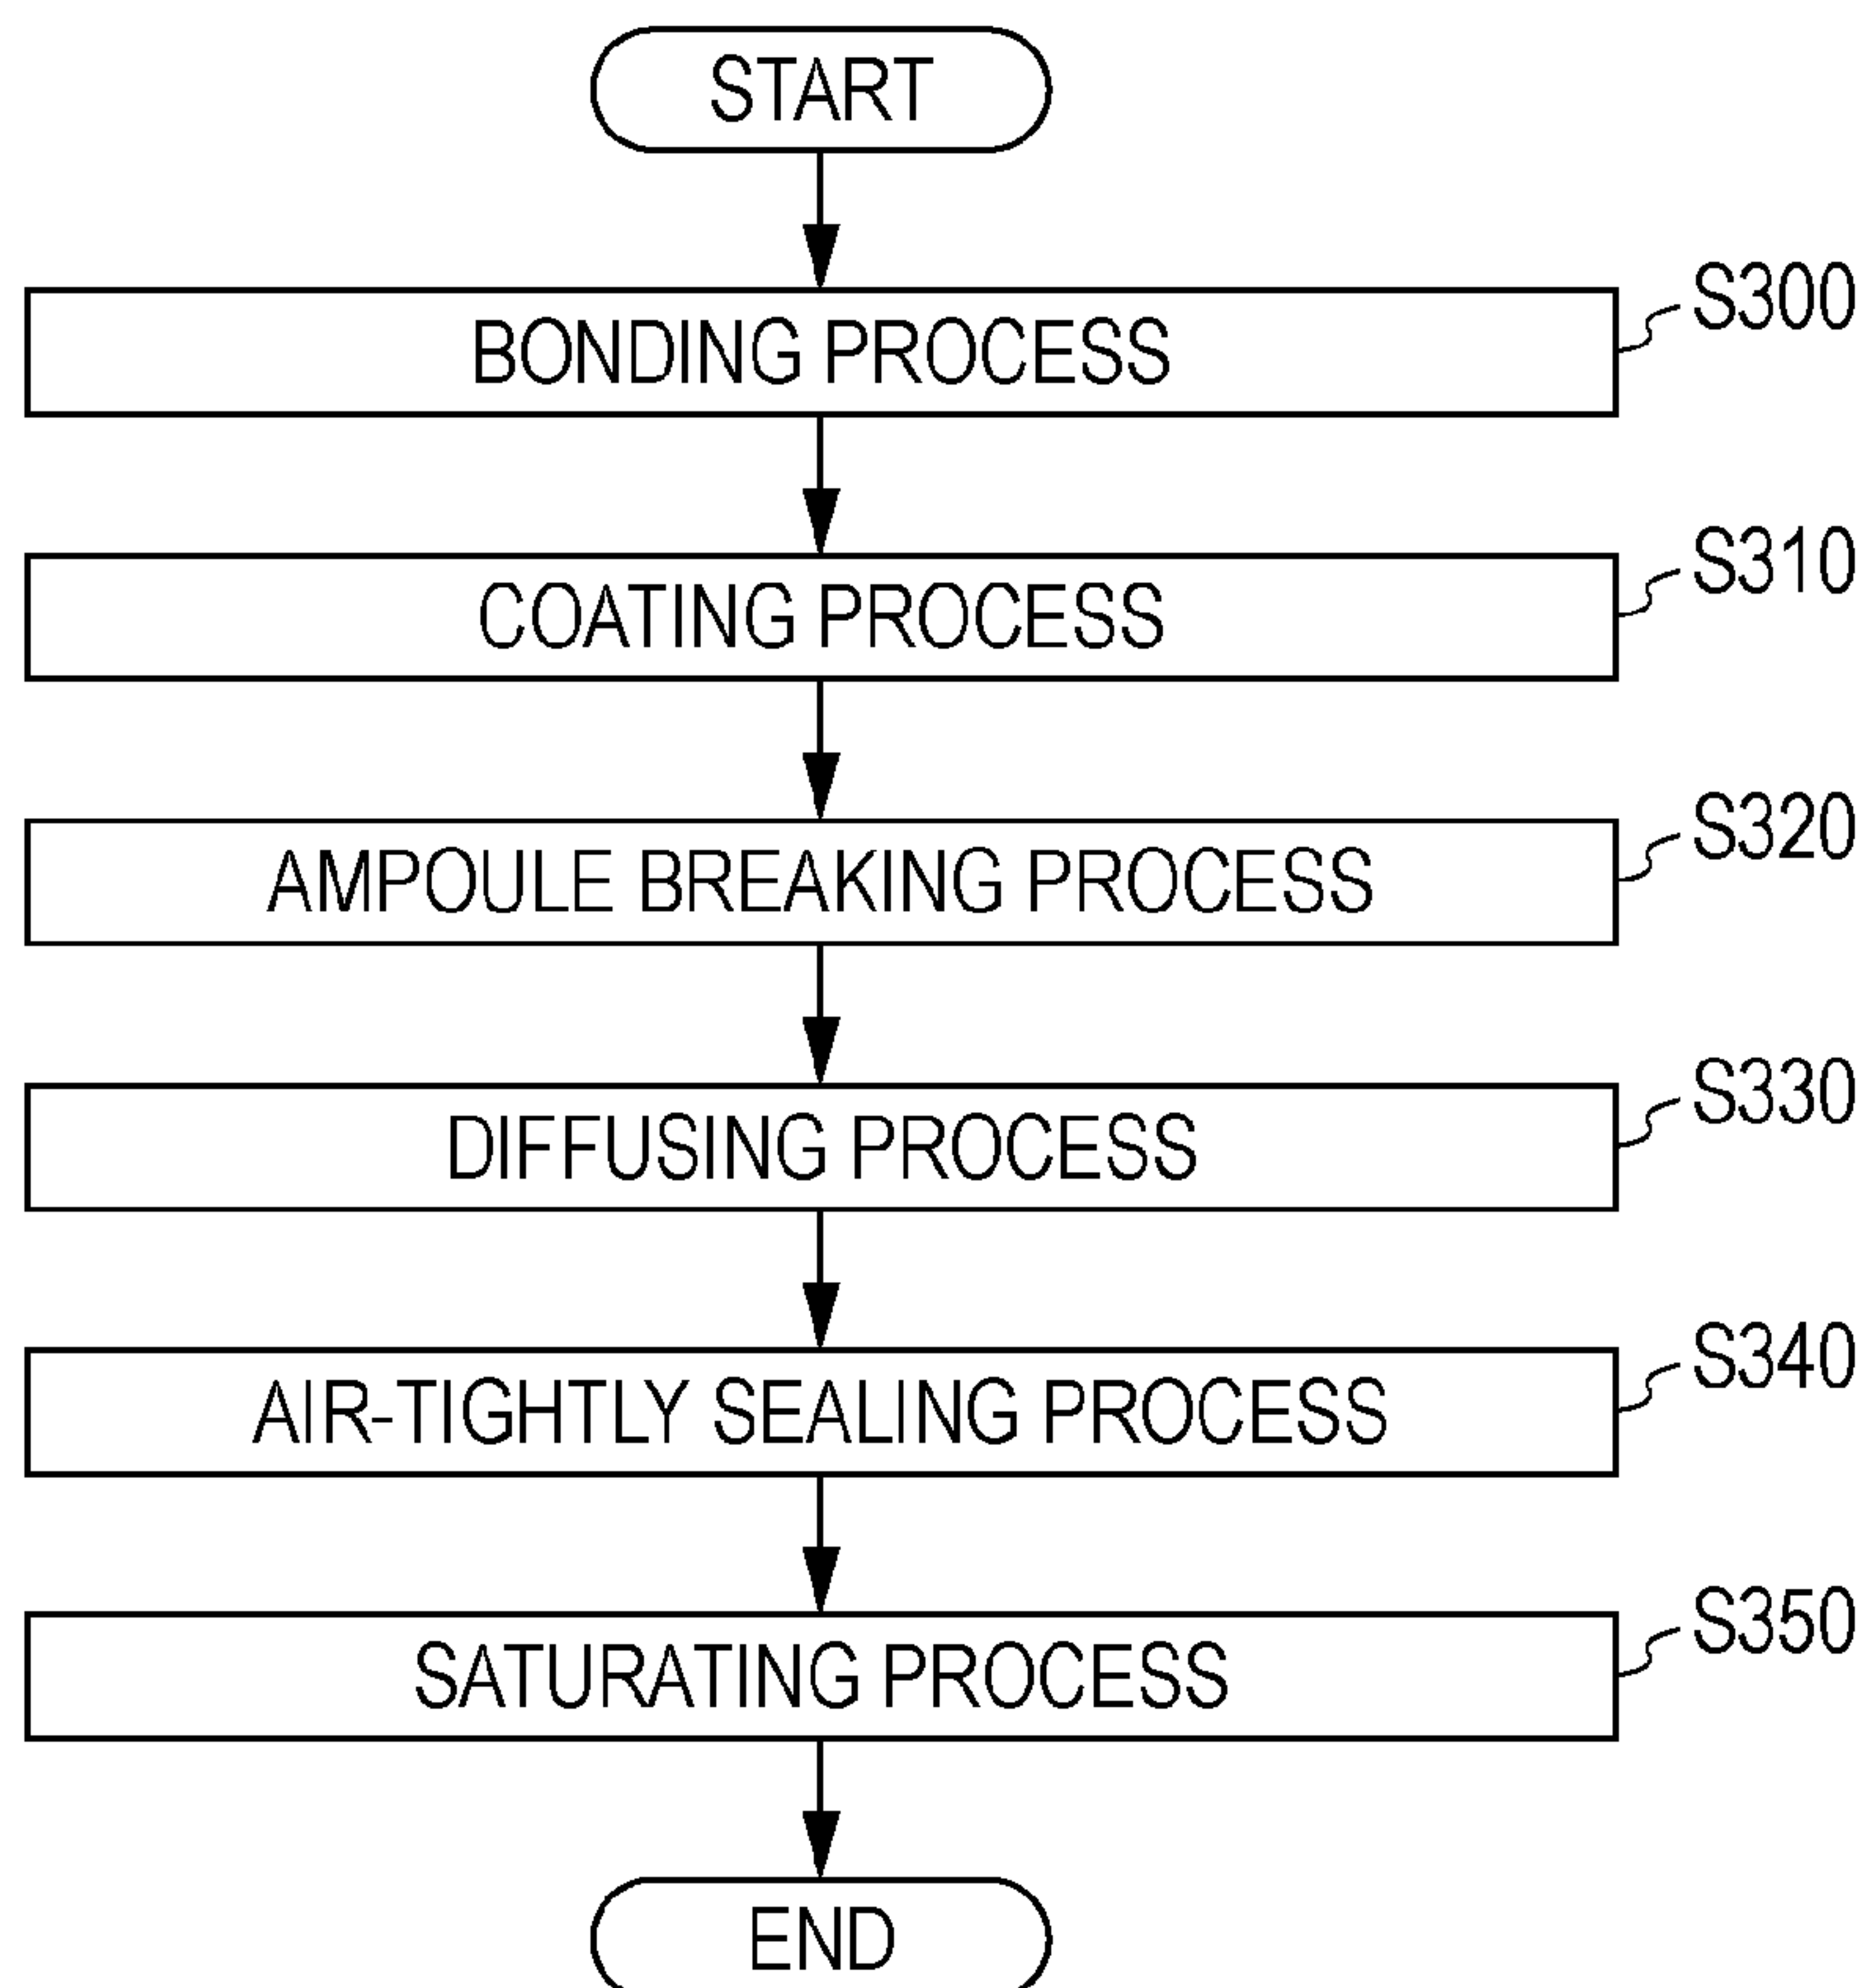 START
BONDING PROCESS
S300
COATING PROCESS
S310
AMPOULE BREAKING PROCESS
S320
DIFFUSING PROCESS
S330
AIR-TIGHTLY SEALING PROCESS
S340
SATURATING PROCESS
S350
END